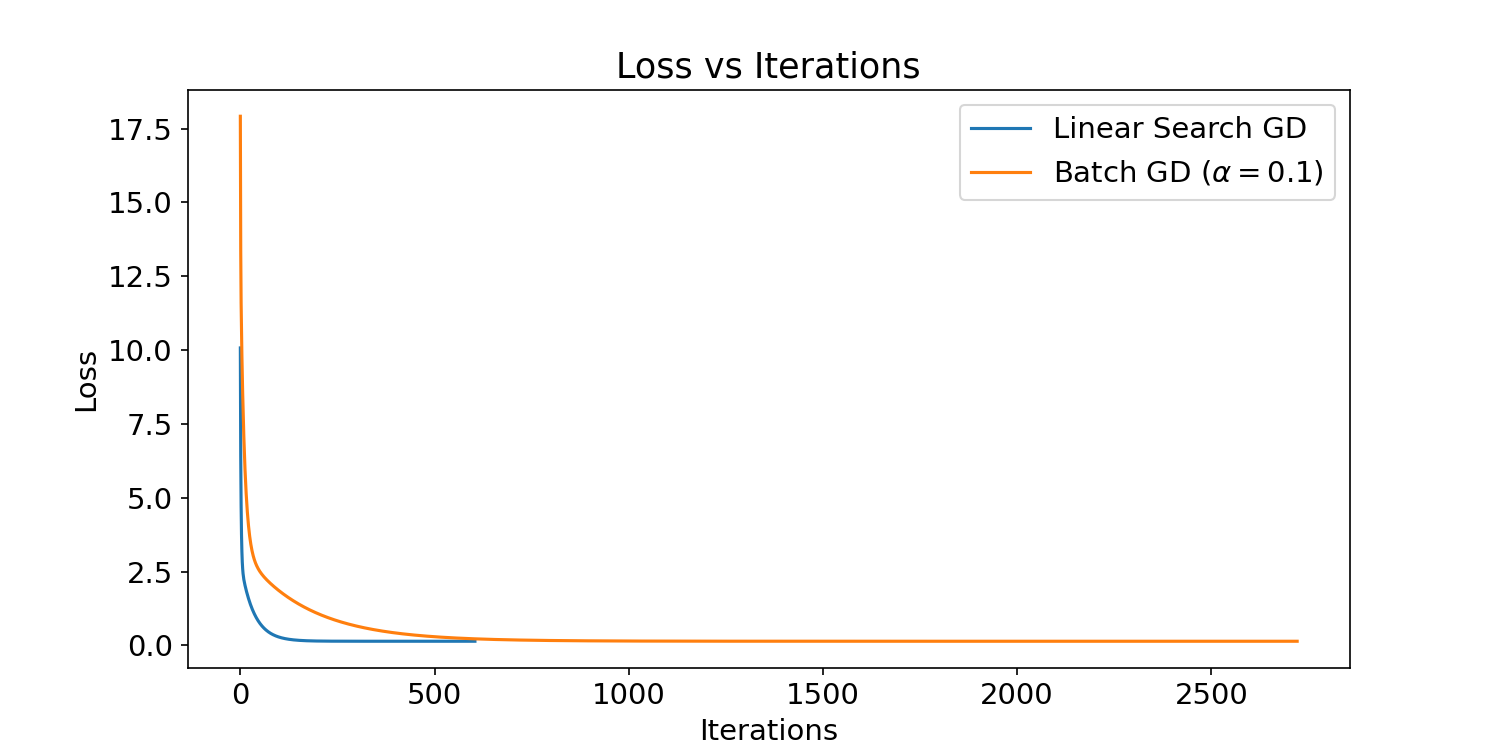 Loss vs Iterations
Linear Search GD
Batch GD (α = 0.1)
Loss
17.5
15.0
12.5
10.0
7.5
5.0
2.5
0.0
0 500 1000 1500 2000 2500
Iterations